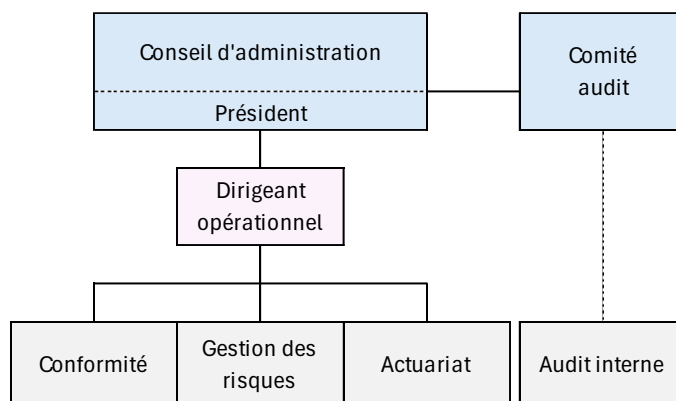 Conseil d'administration
Président
Comité
audit
Dirigeant
opérationnel
Conformité
Gestion des
risques
Actuariat
Audit interne